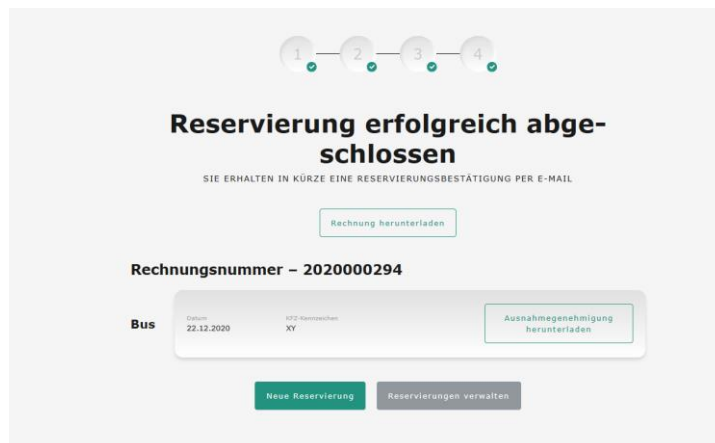 1 2 3 4
Reservierung erfolgreich abge-
schlossen
SIE ERHALTEN IN KÜRZE EINE RESERVIERUNGSBESTÄTIGUNG PER E-MAIL
Rechnung herunterladen
Rechnungsnummer – 2020000294
Bus
Datum KFZ-Kennzeichen
22.12.2020 XY
Ausnahmegenehmigung
herunterladen
Neue Reservierung Reservierungen verwalten